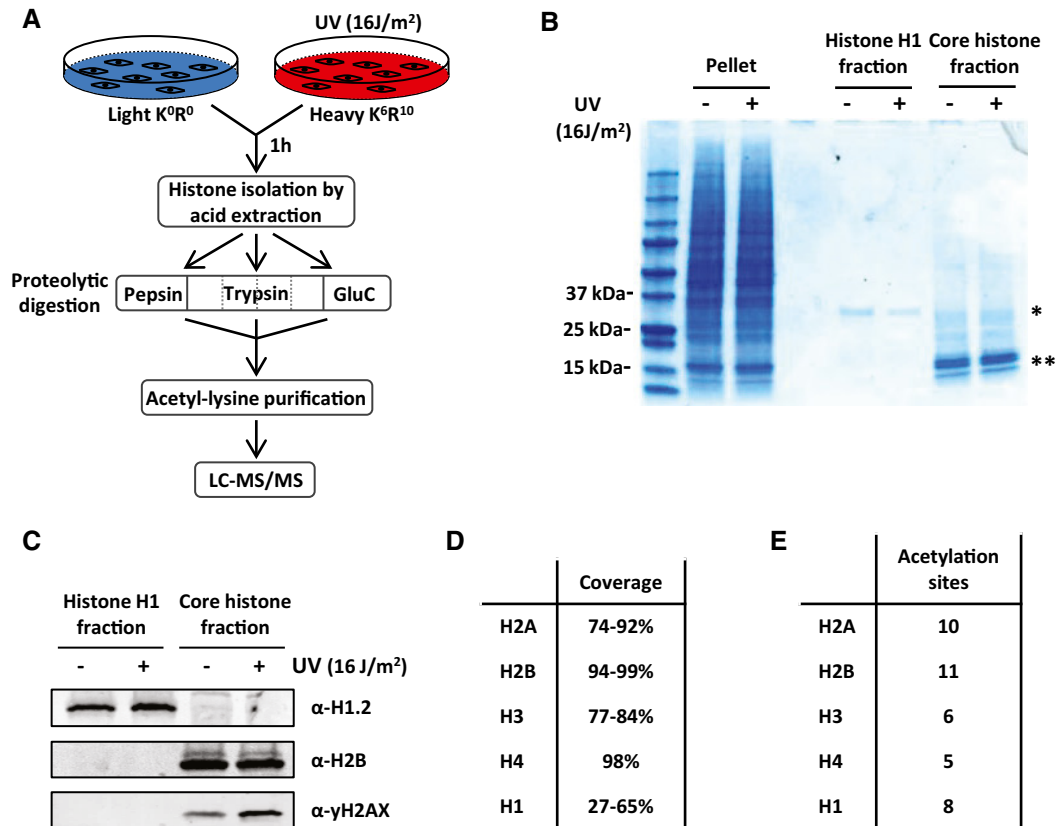 A
UV (16J/m²)
Light K⁰R⁰
Heavy K⁶R¹⁰
1h
Histone isolation by
acid extraction
Proteolytic
digestion
Pepsin
Trypsin
GluC
Acetyl-lysine purification
LC-MS/MS
B
Pellet
Histone H1
fraction
Core histone
fraction
UV
(16J/m²)
- + - + - +
37 kDa-
25 kDa-
15 kDa-
*
**
C
Histone H1
fraction
Core histone
fraction
- + - + UV (16 J/m²)
α-H1.2
α-H2B
α-yH2AX
D
Coverage
H2A 74-92%
H2B 94-99%
H3 77-84%
H4 98%
H1 27-65%
E
Acetylation
sites
H2A 10
H2B 11
H3 6
H4 5
H1 8